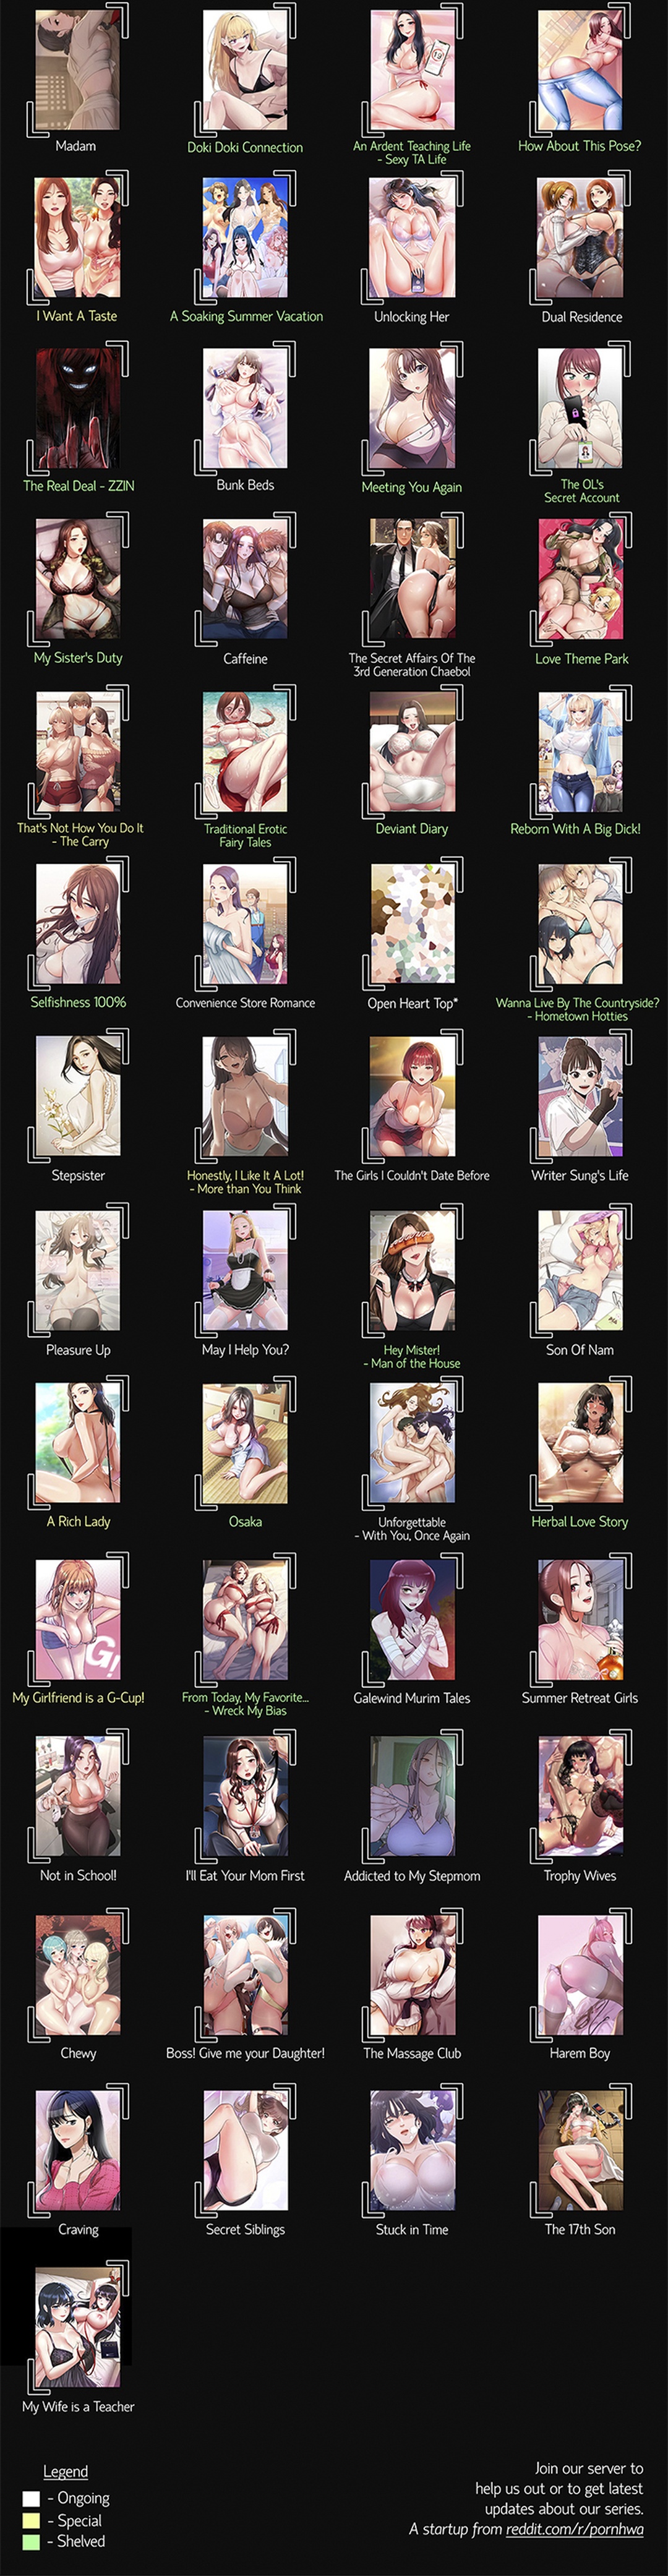 Madam
Doki Doki Connection
An Ardent Teaching Life
- Sexy TA Life
How About This Pose?
I Want A Taste
A Soaking Summer Vacation
Unlocking Her
Dual Residence
The Real Deal - ZZIN
Bunk Beds
Meeting You Again
The OL's
Secret Account
My Sister's Duty
Caffeine
The Secret Affairs Of The
3rd Generation Chaebol
Love Theme Park
That's Not How You Do It
- The Carry
Traditional Erotic
Fairy Tales
Deviant Diary
Reborn With A Big Dick!
Selfishness 100%
Convenience Store Romance
Open Heart Top*
Wanna Live By The Countryside?
- Hometown Hotties
Stepsister
Honestly, I Like It A Lot!
- More than You Think
The Girls I Couldn't Date Before
Writer Sung's Life
Pleasure Up
May I Help You?
Hey Mister!
- Man of the House
Son Of Nam
A Rich Lady
Osaka
Unforgettable
- With You, Once Again
Herbal Love Story
G!
My Girlfriend is a G-Cup!
From Today, My Favorite...
- Wreck My Bias
Galewind Murim Tales
Summer Retreat Girls
Not in School!
I'll Eat Your Mom First
Addicted to My Stepmom
Trophy Wives
Chewy
Boss! Give me your Daughter!
The Massage Club
Harem Boy
Craving
Secret Siblings
Stuck in Time
The 17th Son
My Wife is a Teacher
Legend
- Ongoing
- Special
- Shelved
Join our server to
help us out or to get latest
updates about our series.
A startup from reddit.com/r/pornhwa